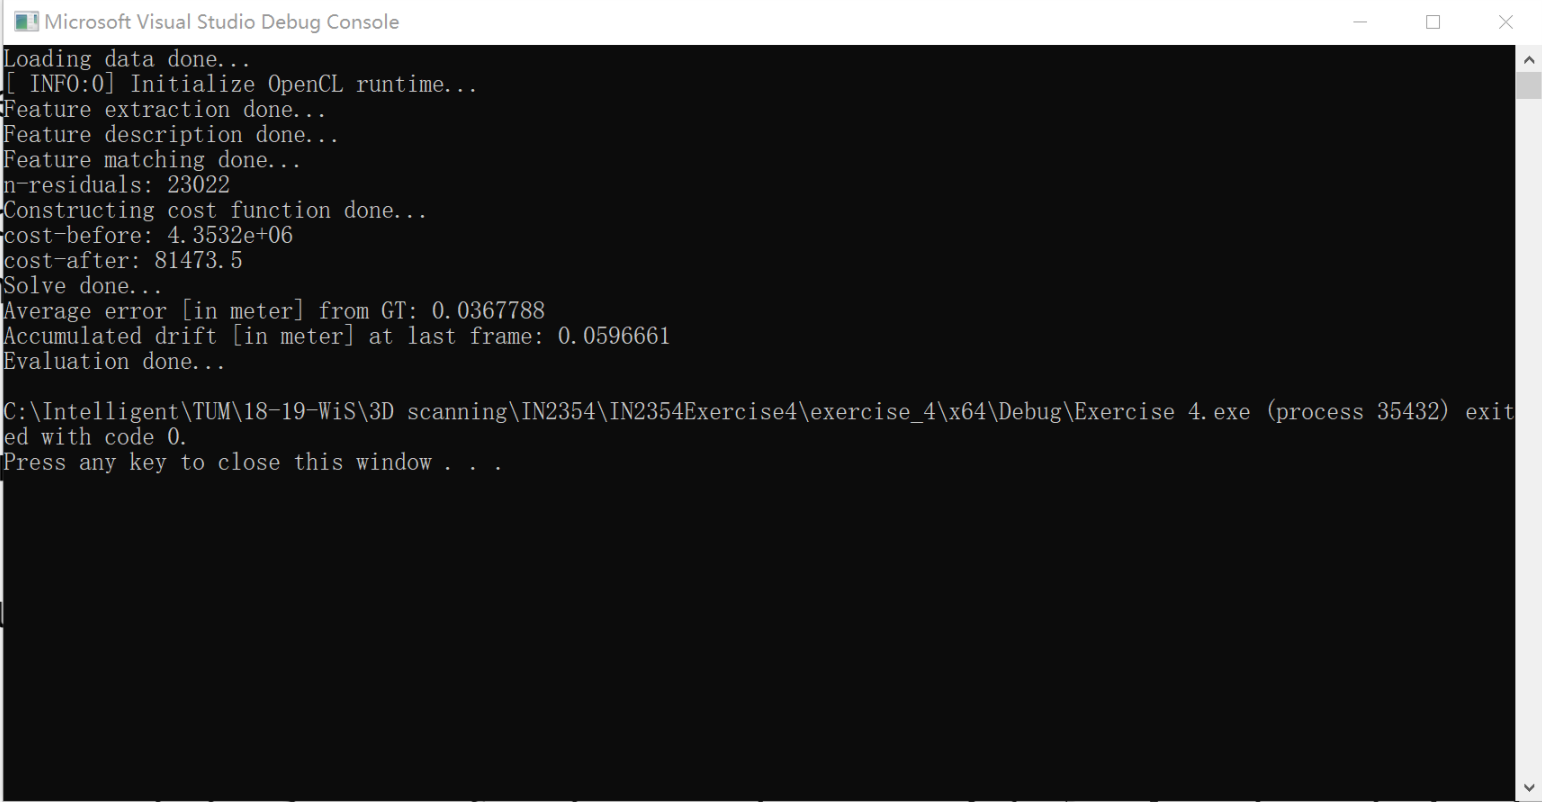 Microsoft Visual Studio Debug Console
Loading data done...
[ INFO:0] Initialize OpenCL runtime...
Feature extraction done...
Feature description done...
Feature matching done...
n-residuals: 23022
Constructing cost function done...
cost-before: 4.3532e+06
cost-after: 81473.5
Solve done...
Average error [in meter] from GT: 0.0367788
Accumulated drift [in meter] at last frame: 0.0596661
Evaluation done...
C:\Intelligent\TUM\18-19-WiS\3D scanning\IN2354\IN2354Exercise4\exercise_4\x64\Debug\Exercise 4.exe (process 35432) exit
ed with code 0.
Press any key to close this window . . .